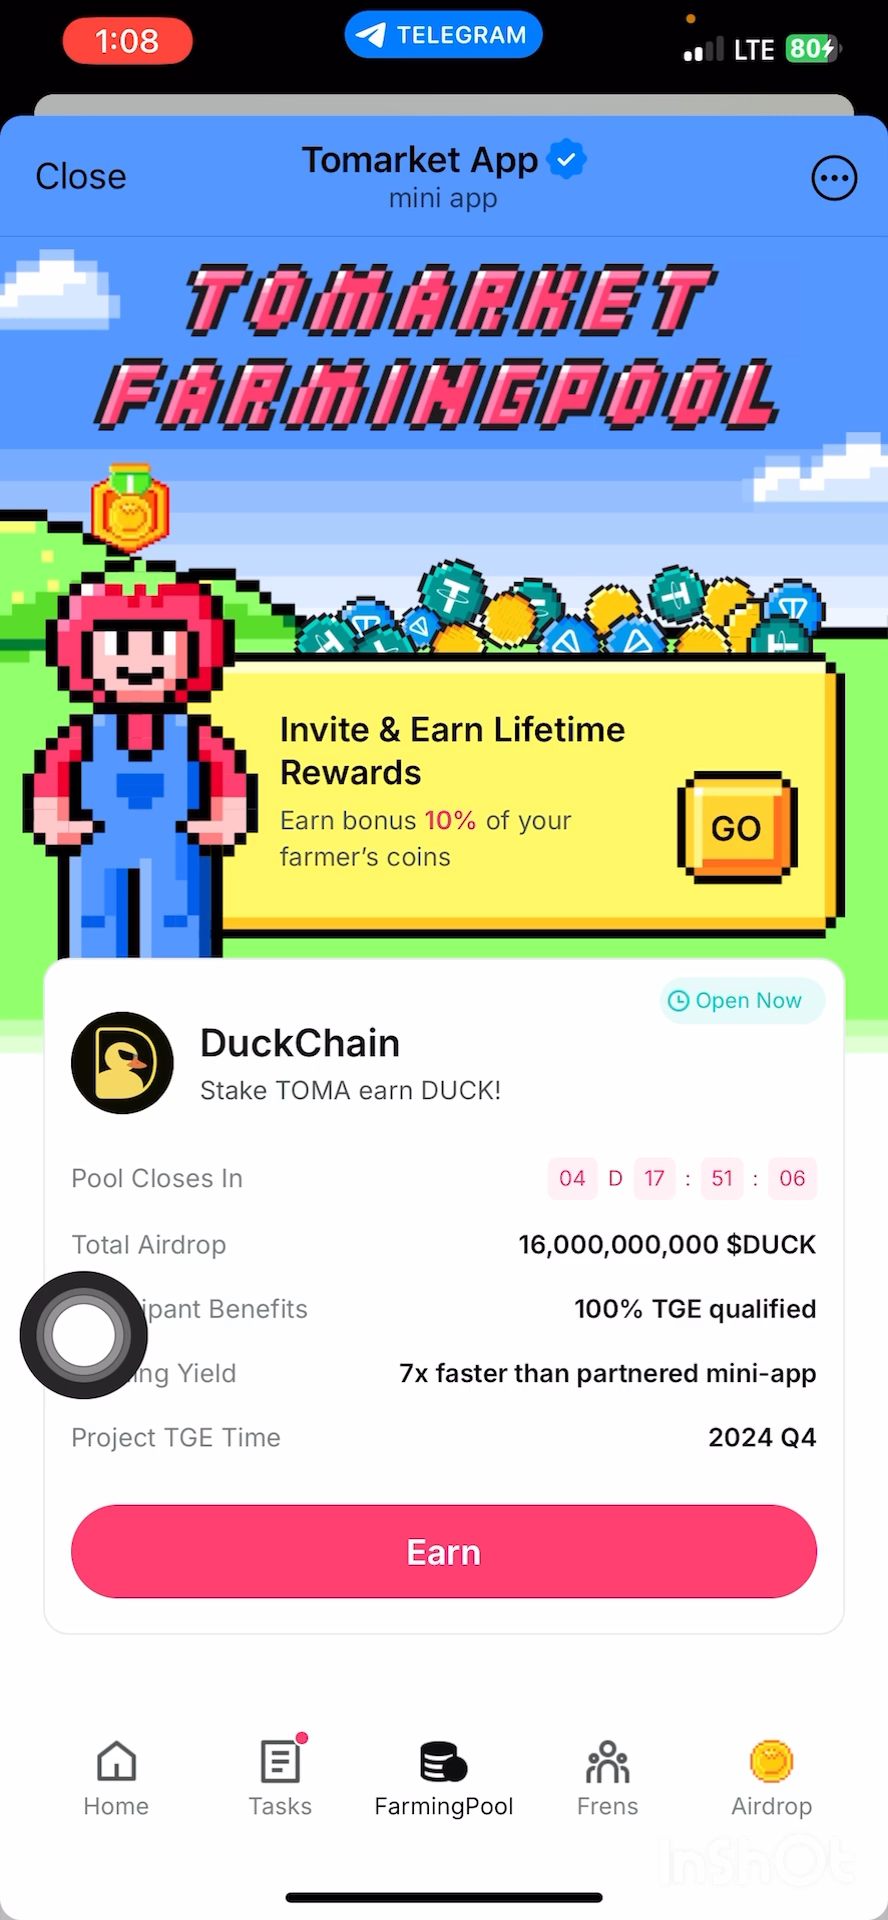 1:08
TELEGRAM
LTE
80
Close
Tomarket App
mini app
TOMARKET
FARMINGPOOL
Invite & Earn Lifetime
Rewards
Earn bonus 10% of your
farmer's coins
GO
Open Now
DuckChain
Stake TOMA earn DUCK!
Pool Closes In
04 D 17 : 51 : 06
Total Airdrop
16,000,000,000 $DUCK
ipant Benefits
100% TGE qualified
ing Yield
7x faster than partnered mini-app
Project TGE Time
2024 Q4
Earn
Home
Tasks
FarmingPool
Frens
Airdrop
InShOt